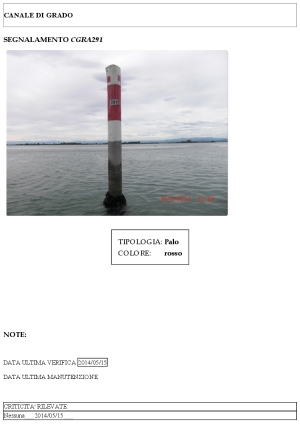 CANALE DI GRADO
SEGNALAMENTO CGRA291
TIPOLOGIA: Palo
COLORE: rosso
NOTE:
DATA ULTIMA VERIFICA 2014/05/15
DATA ULTIMA MANUTENZIONE
CRITICITA' RILEVATE
Nessuna 2014/05/15